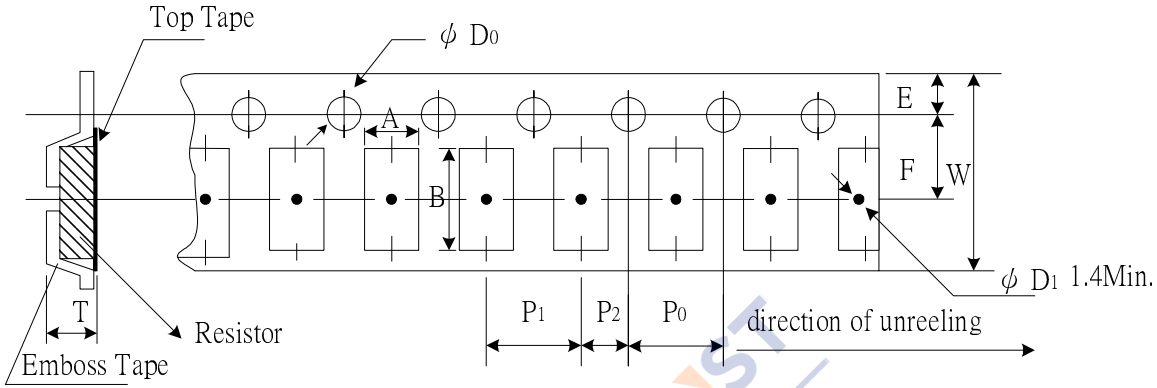 Top Tape
ψ D0
E
A
F
W
B
ψ D1 1.4Min.
T
P1
P2
P0
direction of unreeling
Resistor
Emboss Tape